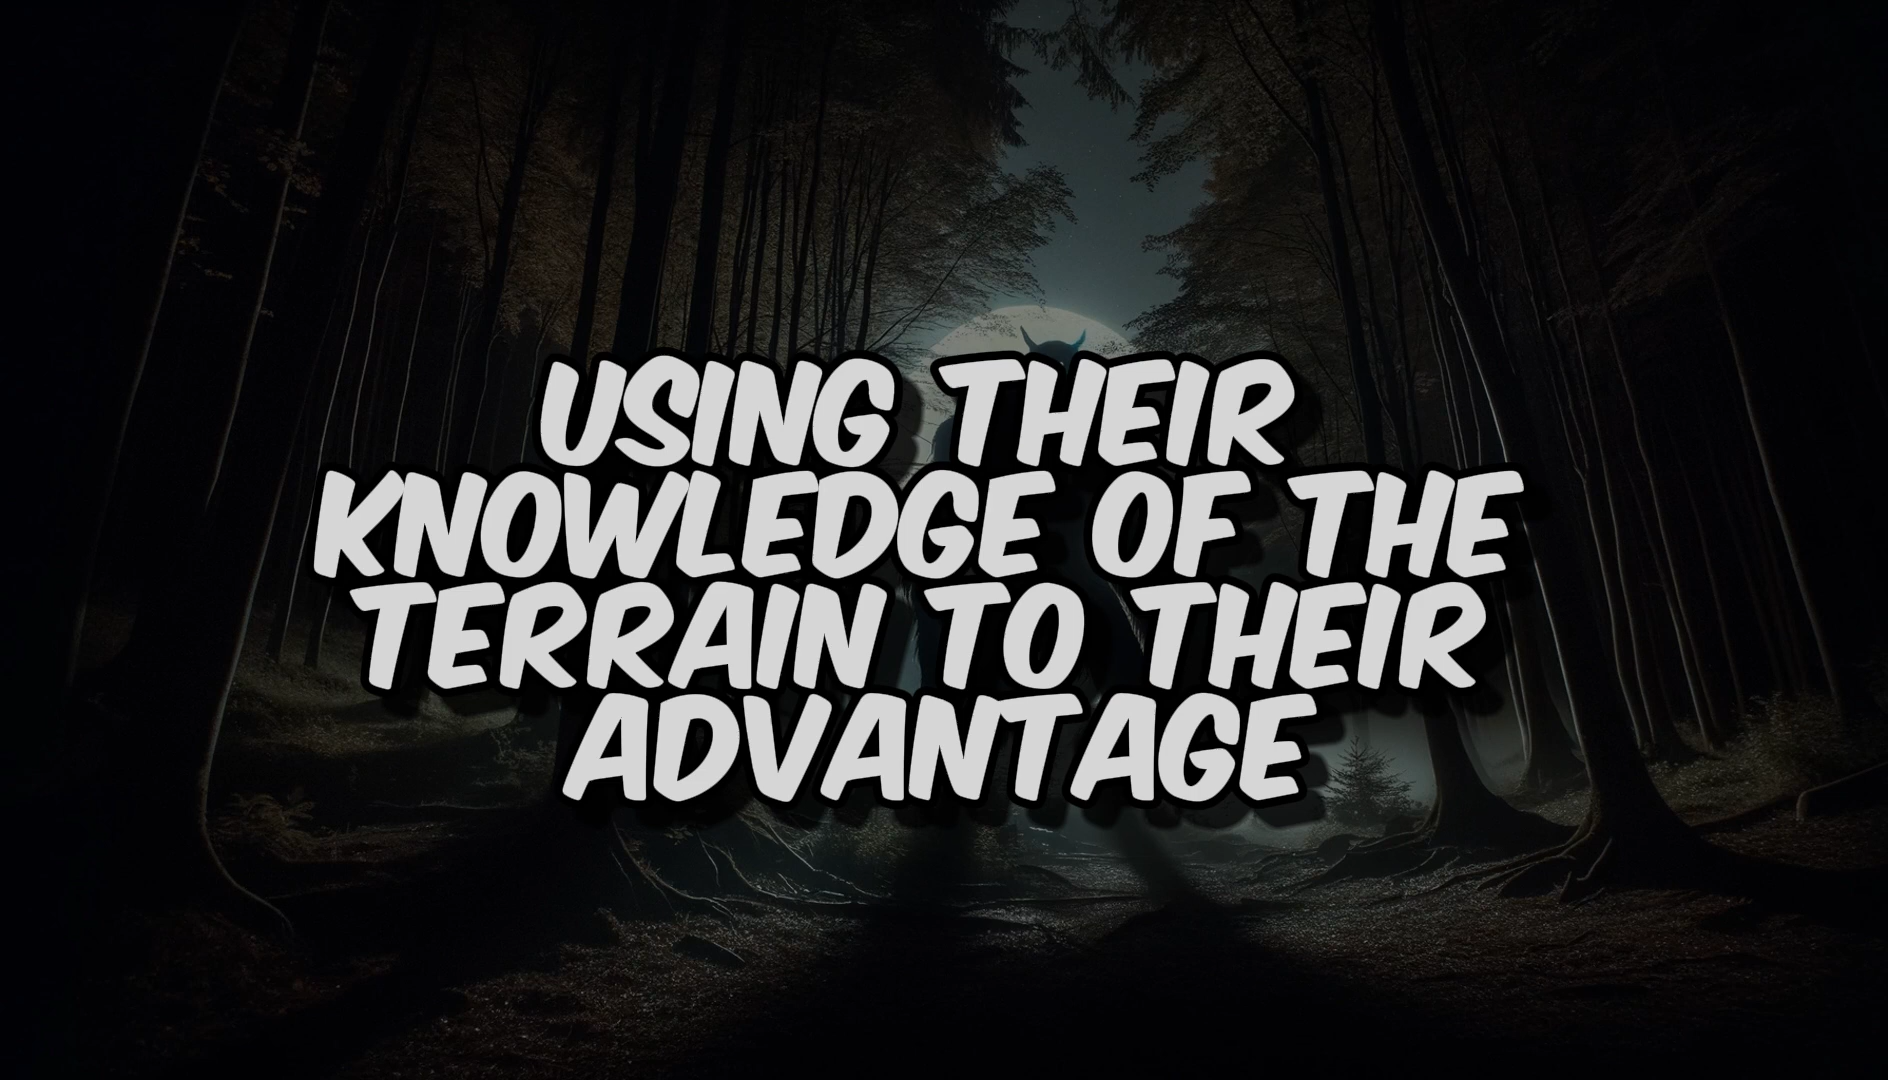 USING THEIR
KNOWLEDGE OF THE
TERRAIN TO THEIR
ADVANTAGE